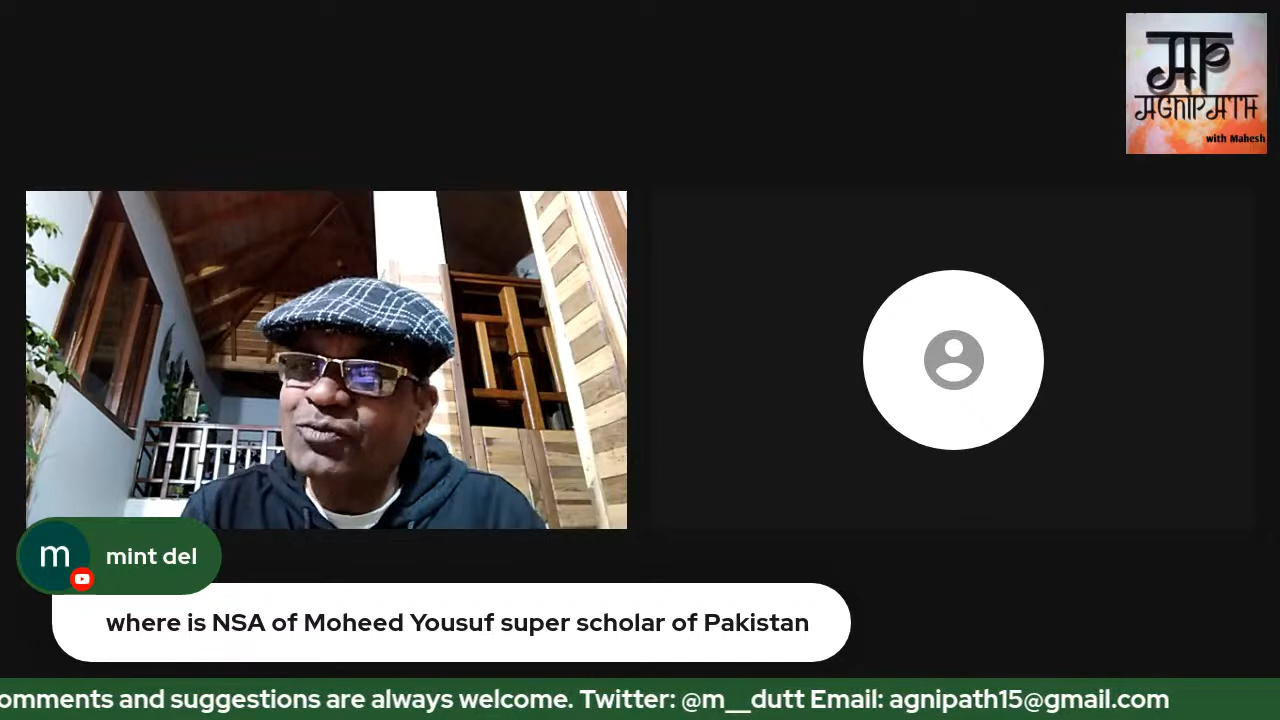 AP
AGNIPATH
with Mahesh
m
mint del
where is NSA of Moheed Yousuf super scholar of Pakistan
omments and suggestions are always welcome. Twitter: @m__dutt Email: agnipath15@gmail.com